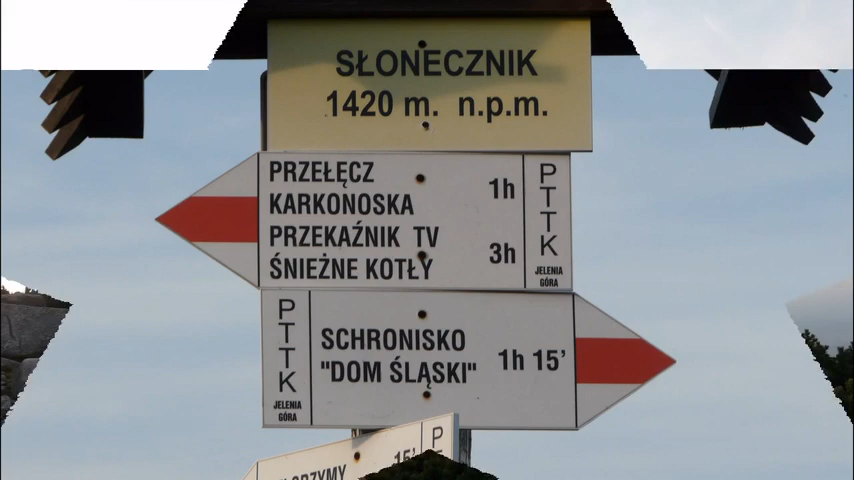 SŁONECZNIK
1420 m. n.p.m.
PRZEŁĘCZ
KARKONOSKA 1h
PRZEKAŹNIK TV
ŚNIEŻNE KOTŁY 3h
PTTK
JELENIA
GÓRA
PTTK
JELENIA
GÓRA
SCHRONISKO
"DOM ŚLĄSKI" 1h 15’
15’
P